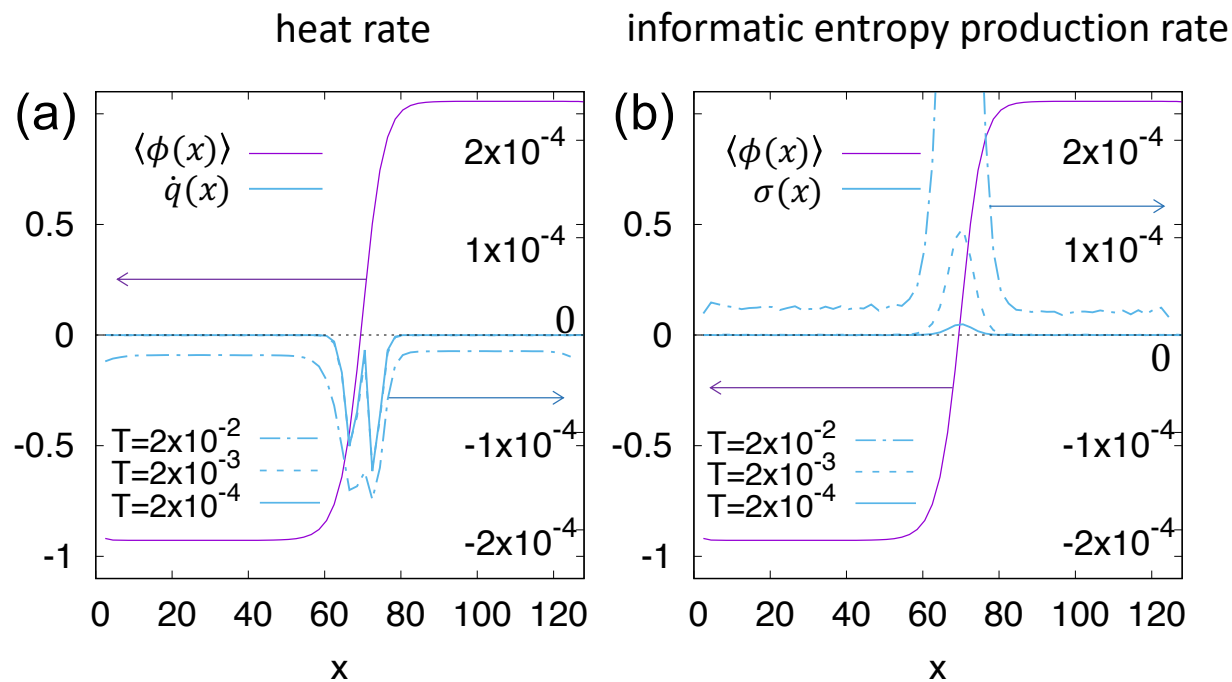 heat rate
informatic entropy production rate
(a)
⟨ϕ(x)⟩
q̇(x)
0.5
0
-0.5
-1
2x10⁻⁴
1x10⁻⁴
0
-1x10⁻⁴
-2x10⁻⁴
T=2x10⁻²
T=2x10⁻³
T=2x10⁻⁴
0 20 40 60 80 100 120
x
(b)
⟨ϕ(x)⟩
σ(x)
0.5
0
-0.5
-1
2x10⁻⁴
1x10⁻⁴
0
-1x10⁻⁴
-2x10⁻⁴
T=2x10⁻²
T=2x10⁻³
T=2x10⁻⁴
0 20 40 60 80 100 120
x